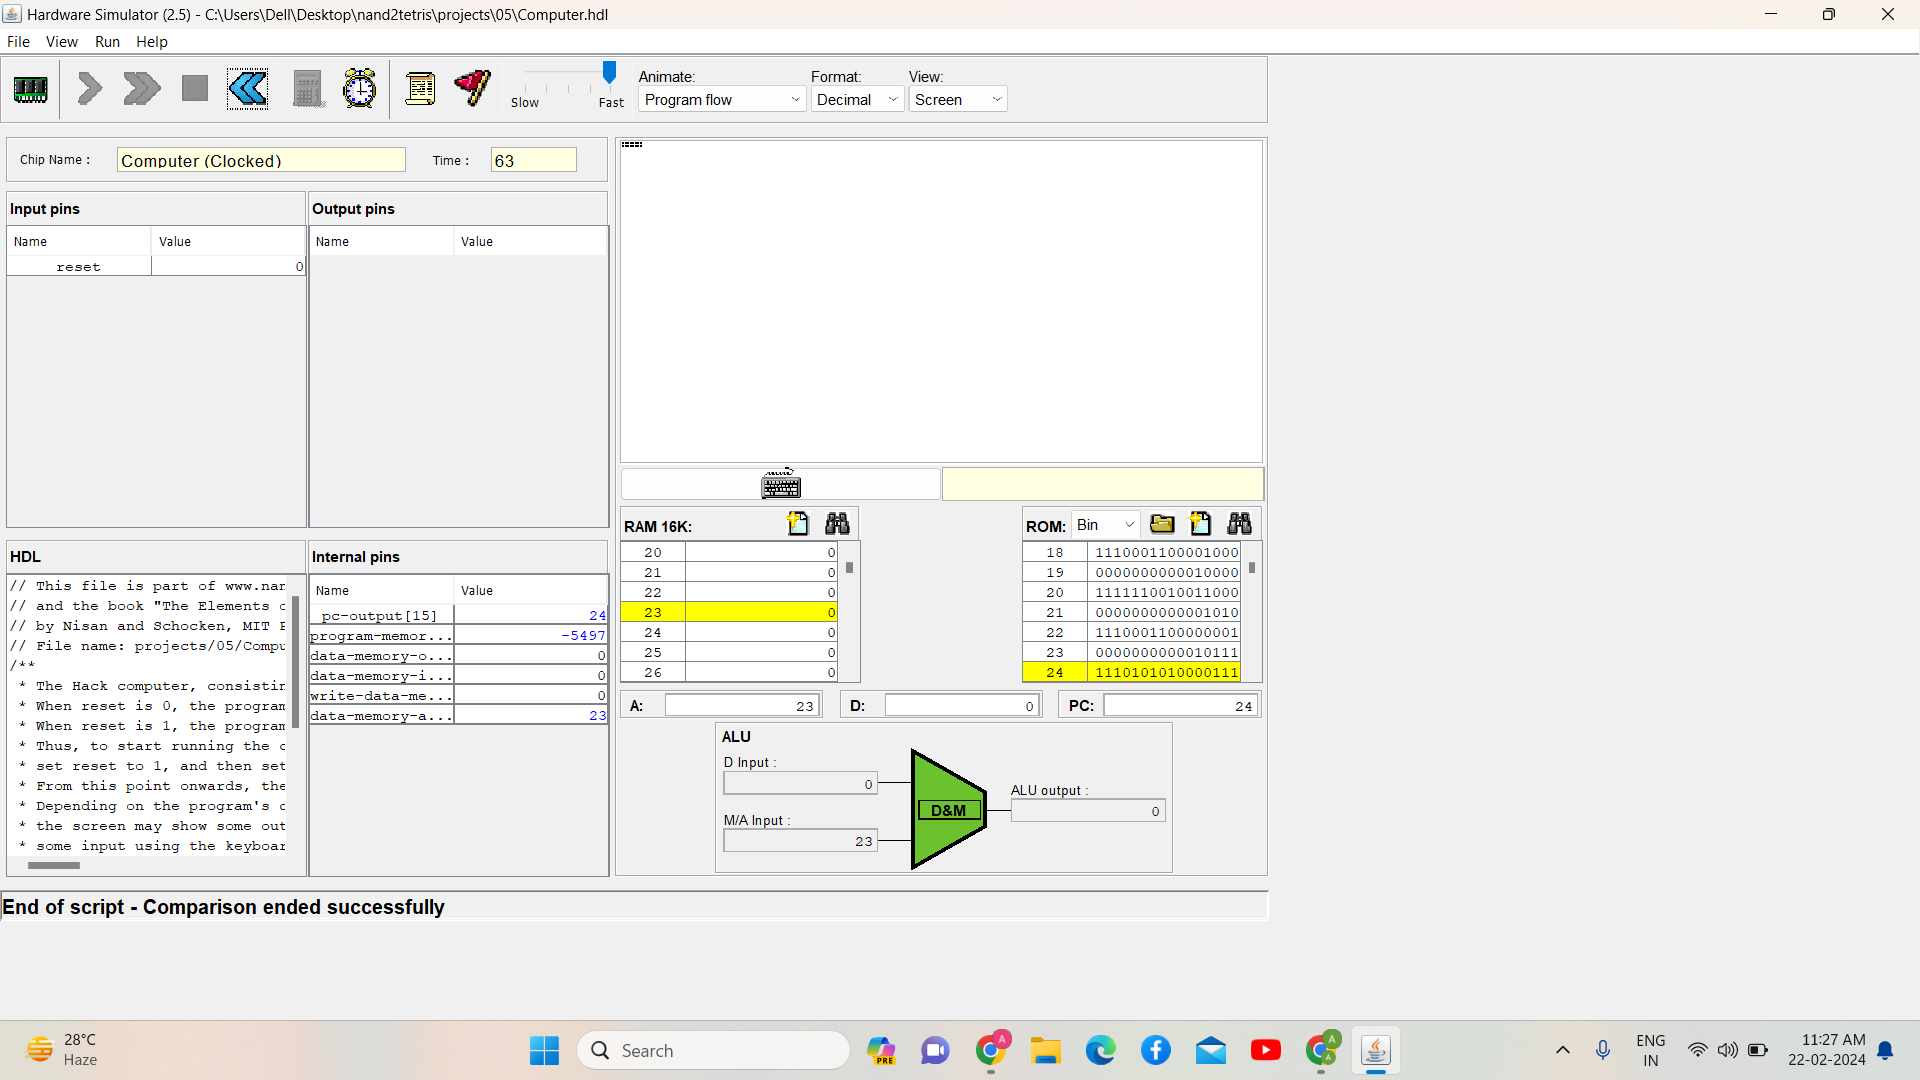 Hardware Simulator (2.5) - C:\Users\Dell\Desktop\nand2tetris\projects\05\Computer.hdl
File View Run Help
Slow Fast
Animate: Format: View:
Program flow Decimal Screen
Chip Name : Computer (Clocked) Time : 63
Input pins Output pins
Name Value Name Value
reset 0
HDL
// This file is part of www.nan
// and the book "The Elements o
// by Nisan and Schocken, MIT P
// File name: projects/05/Compu
/**
* The Hack computer, consistin
* When reset is 0, the program
* When reset is 1, the program
* Thus, to start running the c
* set reset to 1, and then set
* From this point onwards, the
* Depending on the program's c
* the screen may show some out
* some input using the keyboar
Internal pins
Name Value
pc-output[15] 24
program-memor... -5497
data-memory-o... 0
data-memory-i... 0
write-data-me... 0
data-memory-a... 23
RAM 16K:
20 0
21 0
22 0
23 0
24 0
25 0
26 0
ROM: Bin
18 1110001100001000
19 0000000000010000
20 1111110010011000
21 0000000000001010
22 1110001100000001
23 0000000000010111
24 1110101010000111
A: 23 D: 0 PC: 24
ALU
D Input :
0
M/A Input :
23
D&M
ALU output :
0
End of script - Comparison ended successfully
28°C
Haze
Search
PRE
A
A
A
ENG
IN
11:27 AM
22-02-2024